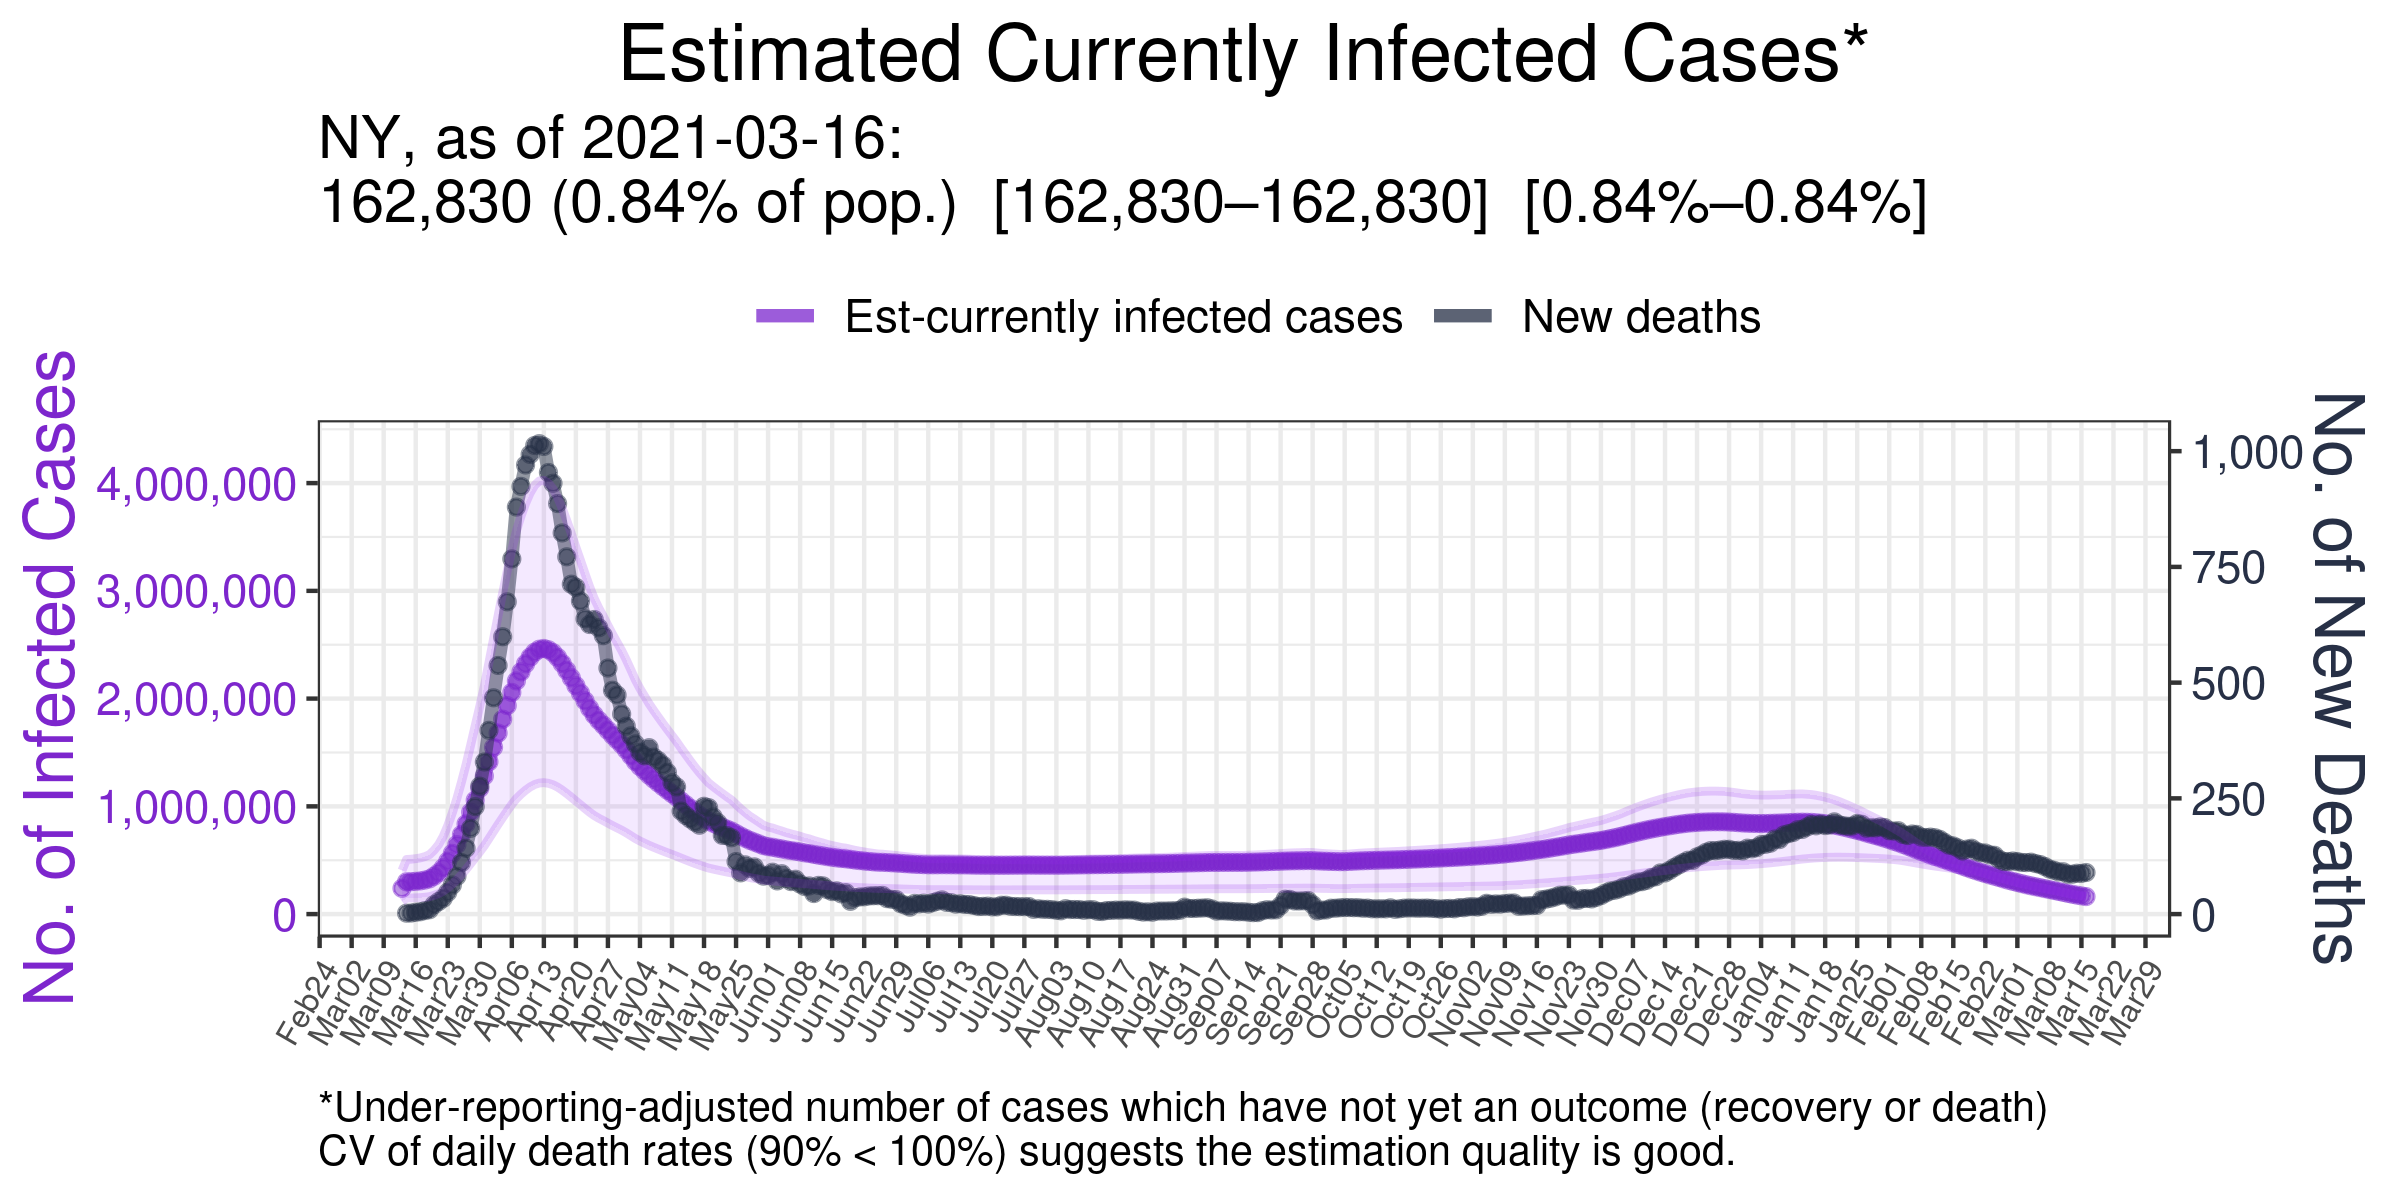 Estimated Currently Infected Cases*
NY, as of 2021-03-16:
162,830 (0.84% of pop.) [162,830–162,830] [0.84%–0.84%]
Est-currently infected cases New deaths
No. of Infected Cases
4,000,000
3,000,000
2,000,000
1,000,000
0
1,000
750
500
250
0
No. of New Deaths
Feb24 Mar02 Mar09 Mar16 Mar23 Mar30 Apr06 Apr13 Apr20 Apr27 May04 May11 May18 May25 Jun01 Jun08 Jun15 Jun22 Jun29 Jul06 Jul13 Jul20 Jul27 Aug03 Aug10 Aug17 Aug24 Aug31 Sep07 Sep14 Sep21 Sep28 Oct05 Oct12 Oct19 Oct26 Nov02 Nov09 Nov16 Nov23 Nov30 Dec07 Dec14 Dec21 Dec28 Jan04 Jan11 Jan18 Jan25 Feb01 Feb08 Feb15 Feb22 Mar01 Mar08 Mar15 Mar22 Mar29
*Under-reporting-adjusted number of cases which have not yet an outcome (recovery or death)
CV of daily death rates (90% < 100%) suggests the estimation quality is good.